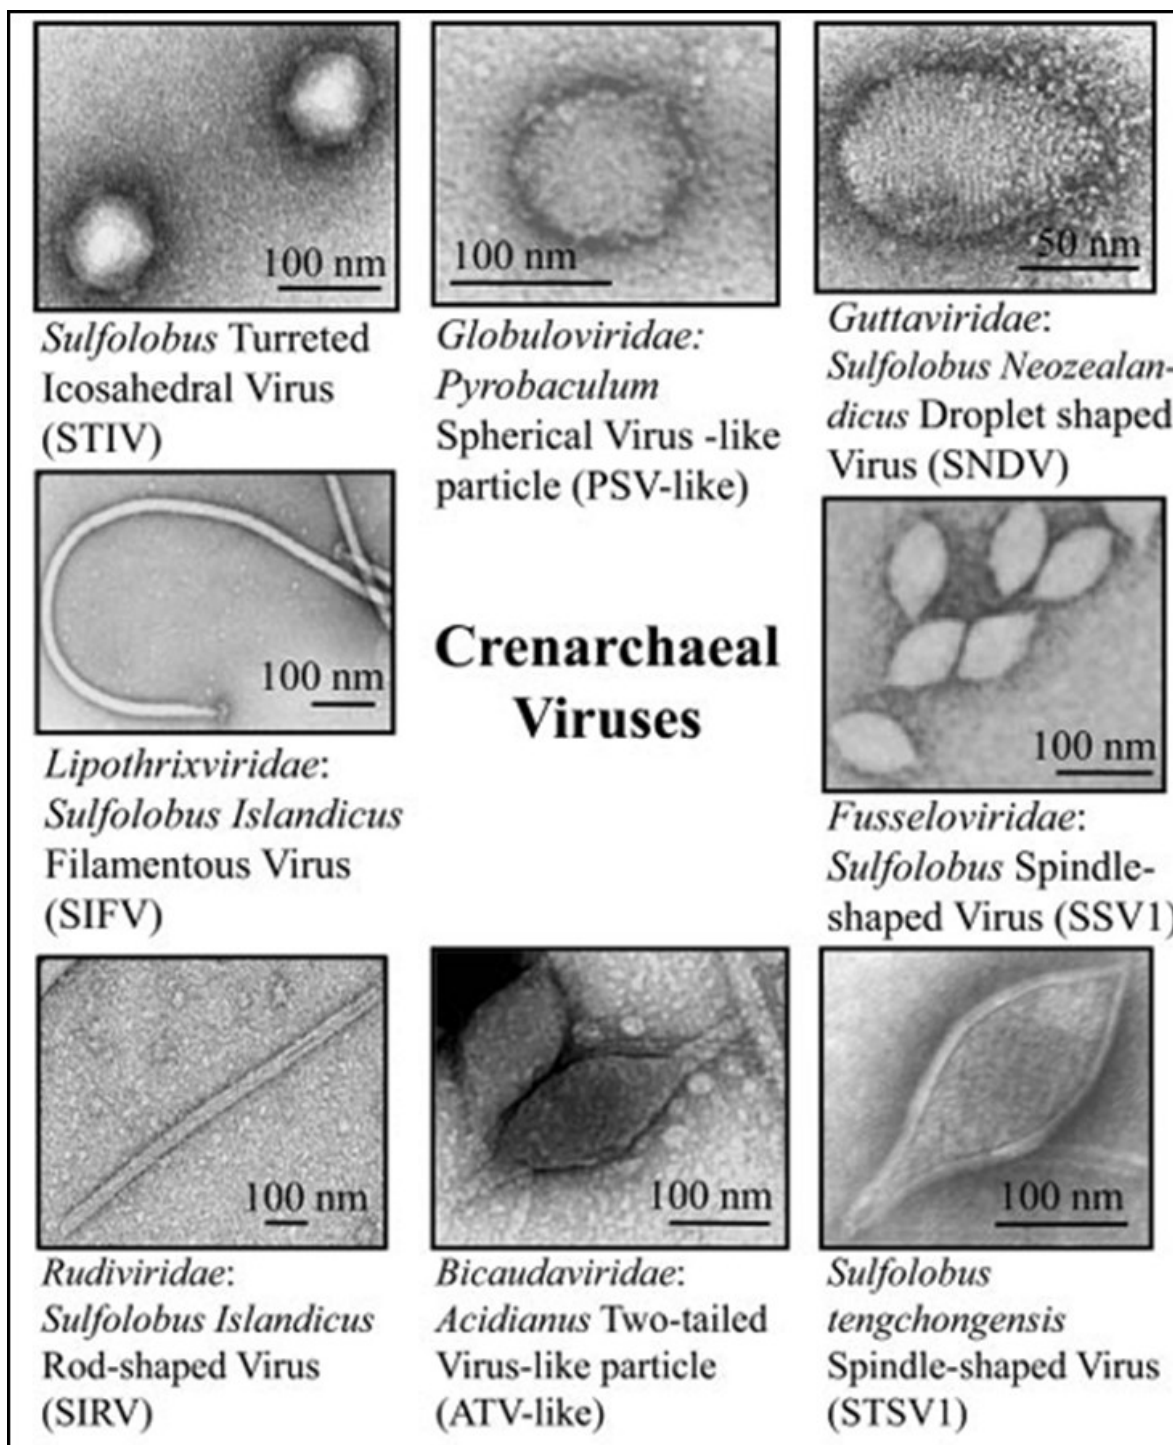 100 nm
Sulfolobus Turreted
Icosahedral Virus
(STIV)
100 nm
Globuloviridae:
Pyrobaculum
Spherical Virus -like
particle (PSV-like)
50 nm
Guttaviridae:
Sulfolobus Neozealan-
dicus Droplet shaped
Virus (SNDV)
100 nm
Lipothrixviridae:
Sulfolobus Islandicus
Filamentous Virus
(SIFV)
Crenarchaeal
Viruses
100 nm
Fusseloviridae:
Sulfolobus Spindle-
shaped Virus (SSV1)
100 nm
Rudiviridae:
Sulfolobus Islandicus
Rod-shaped Virus
(SIRV)
100 nm
Bicaudaviridae:
Acidianus Two-tailed
Virus-like particle
(ATV-like)
100 nm
Sulfolobus
tengchongensis
Spindle-shaped Virus
(STSV1)